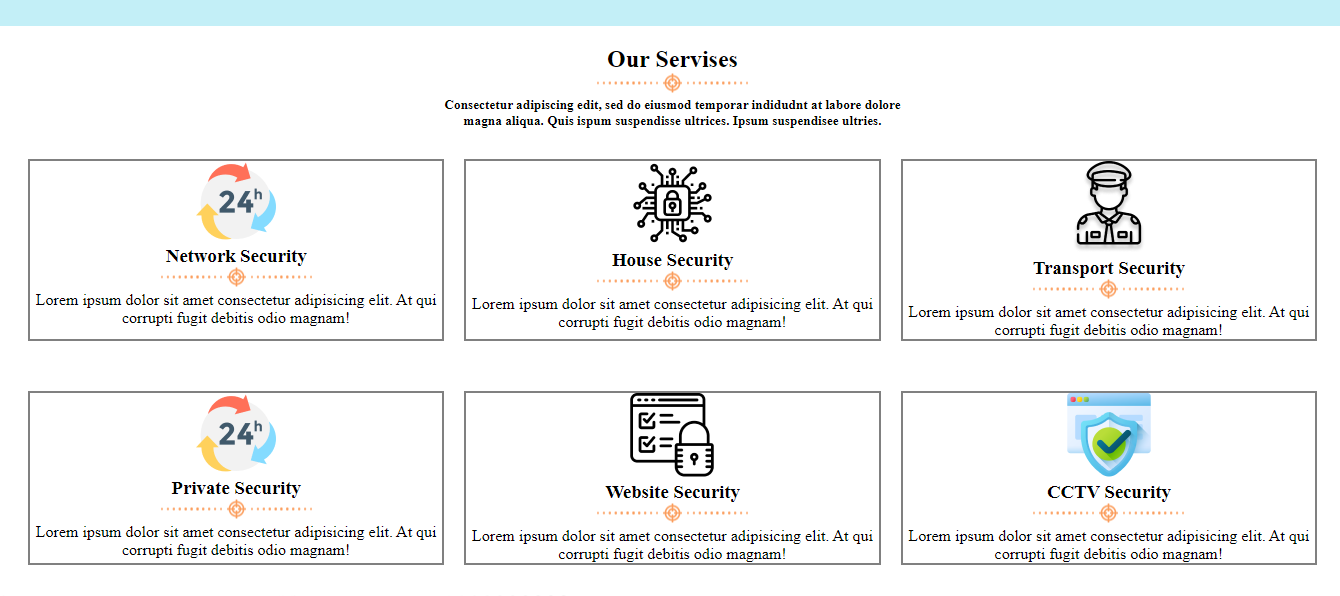 Our Servises
Consectetur adipiscing edit, sed do eiusmod temporar indidudnt at labore dolore
magna aliqua. Quis ispum suspendisse ultrices. Ipsum suspendisee ultries.
24h
Network Security
Lorem ipsum dolor sit amet consectetur adipisicing elit. At qui
corrupti fugit debitis odio magnam!
House Security
Lorem ipsum dolor sit amet consectetur adipisicing elit. At qui
corrupti fugit debitis odio magnam!
Transport Security
Lorem ipsum dolor sit amet consectetur adipisicing elit. At qui
corrupti fugit debitis odio magnam!
24h
Private Security
Lorem ipsum dolor sit amet consectetur adipisicing elit. At qui
corrupti fugit debitis odio magnam!
Website Security
Lorem ipsum dolor sit amet consectetur adipisicing elit. At qui
corrupti fugit debitis odio magnam!
CCTV Security
Lorem ipsum dolor sit amet consectetur adipisicing elit. At qui
corrupti fugit debitis odio magnam!